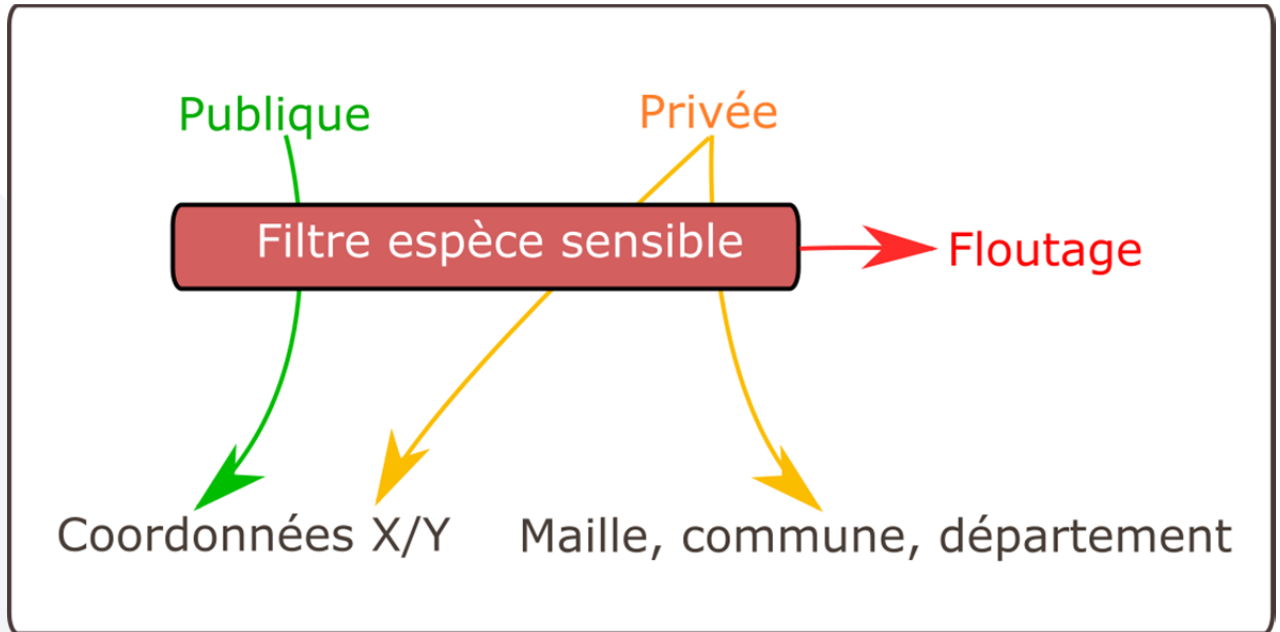 Publique
Privée
Filtre espèce sensible
Floutage
Coordonnées X/Y
Maille, commune, département